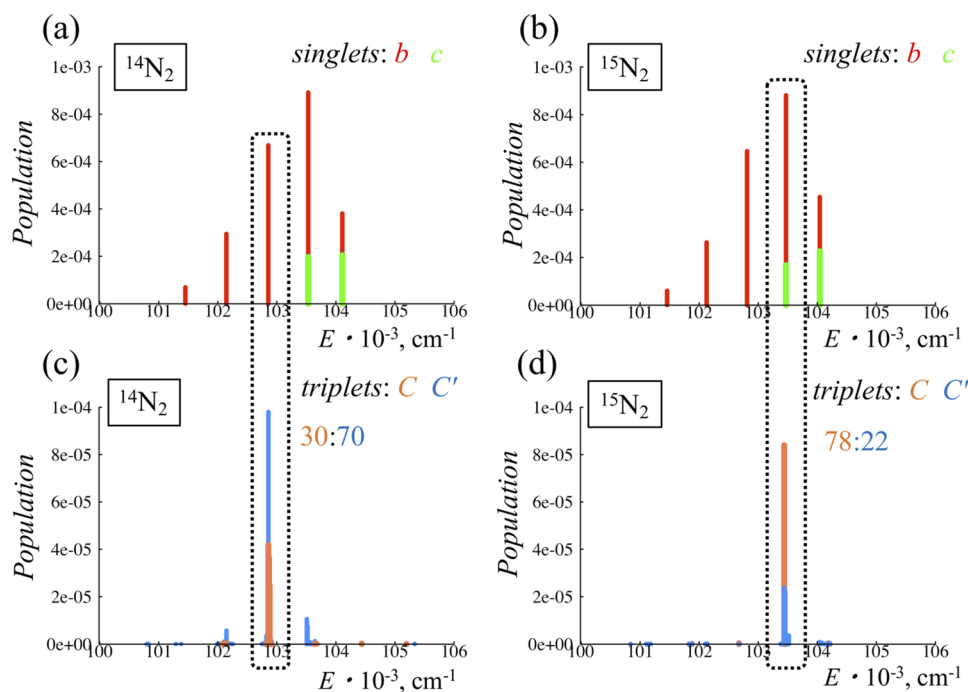 (a)
¹⁴N₂
singlets: b c
1e-03
8e-04
6e-04
4e-04
2e-04
0e+00
Population
100 101 102 103 104 105 106
E · 10⁻³, cm⁻¹
(b)
¹⁵N₂
singlets: b c
1e-03
8e-04
6e-04
4e-04
2e-04
0e+00
Population
100 101 102 103 104 105 106
E · 10⁻³, cm⁻¹
(c)
¹⁴N₂
triplets: C C'
30:70
1e-04
8e-05
6e-05
4e-05
2e-05
0e+00
Population
100 101 102 103 104 105 106
E · 10⁻³, cm⁻¹
(d)
¹⁵N₂
triplets: C C'
78:22
1e-04
8e-05
6e-05
4e-05
2e-05
0e+00
Population
100 101 102 103 104 105 106
E · 10⁻³, cm⁻¹